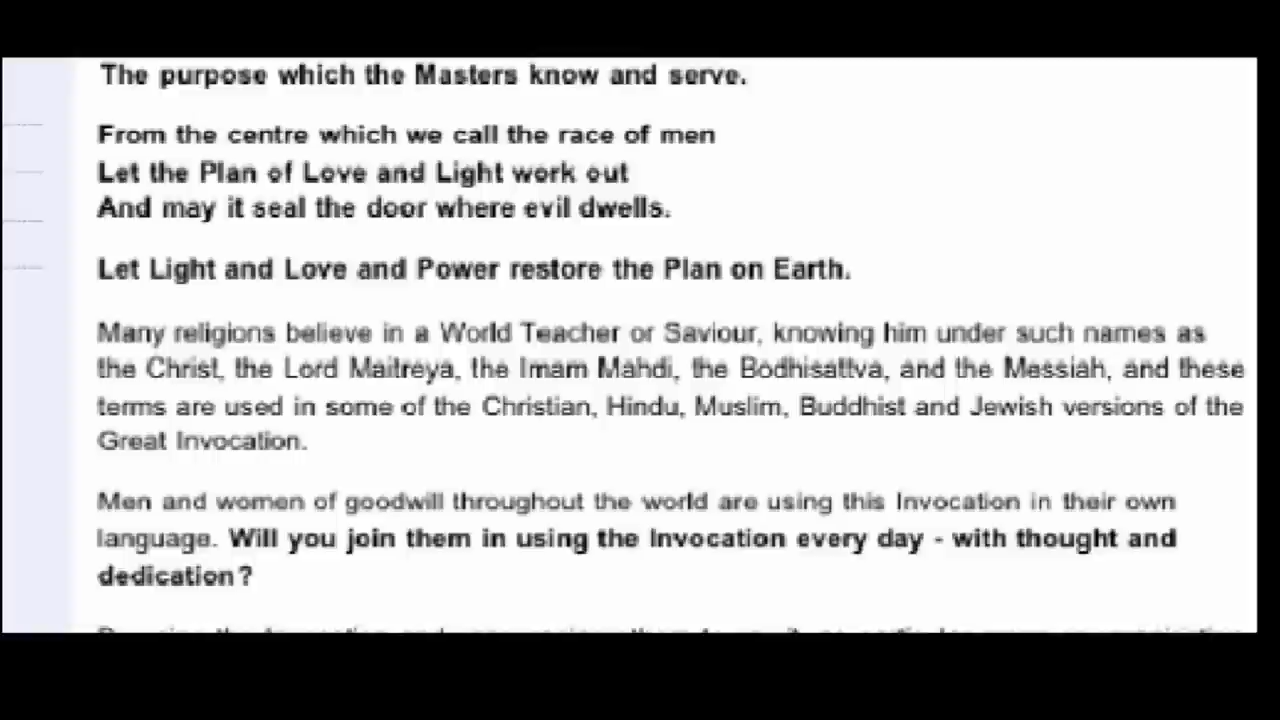 The purpose which the Masters know and serve.
From the centre which we call the race of men
Let the Plan of Love and Light work out
And may it seal the door where evil dwells.
Let Light and Love and Power restore the Plan on Earth.
Many religions believe in a World Teacher or Saviour, knowing him under such names as
the Christ, the Lord Maitreya, the Imam Mahdi, the Bodhisattva, and the Messiah, and these
terms are used in some of the Christian, Hindu, Muslim, Buddhist and Jewish versions of the
Great Invocation.
Men and women of goodwill throughout the world are using this Invocation in their own
language. Will you join them in using the Invocation every day - with thought and
dedication?